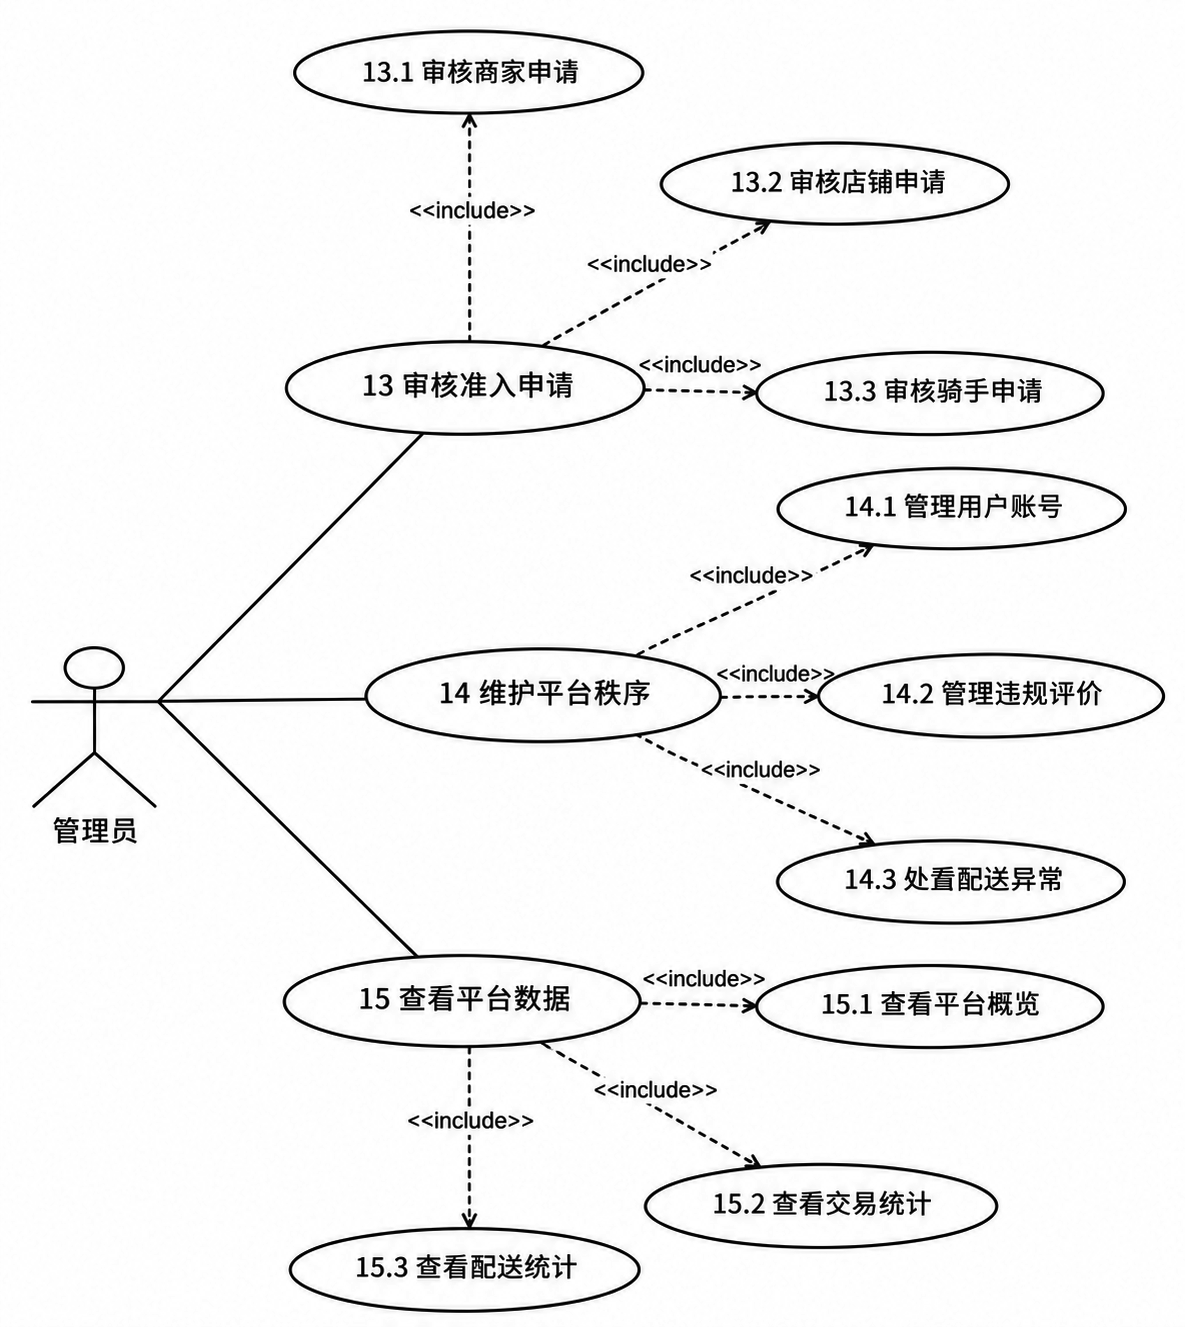 13.1 审核商家申请
<<include>>
13.2 审核店铺申请
<<include>>
13 审核准入申请
<<include>>
13.3 审核骑手申请
14.1 管理用户账号
<<include>>
14 维护平台秩序
<<include>>
14.2 管理违规评价
<<include>>
14.3 处看配送异常
管理员
15 查看平台数据
<<include>>
15.1 查看平台概览
<<include>>
15.2 查看交易统计
<<include>>
15.3 查看配送统计